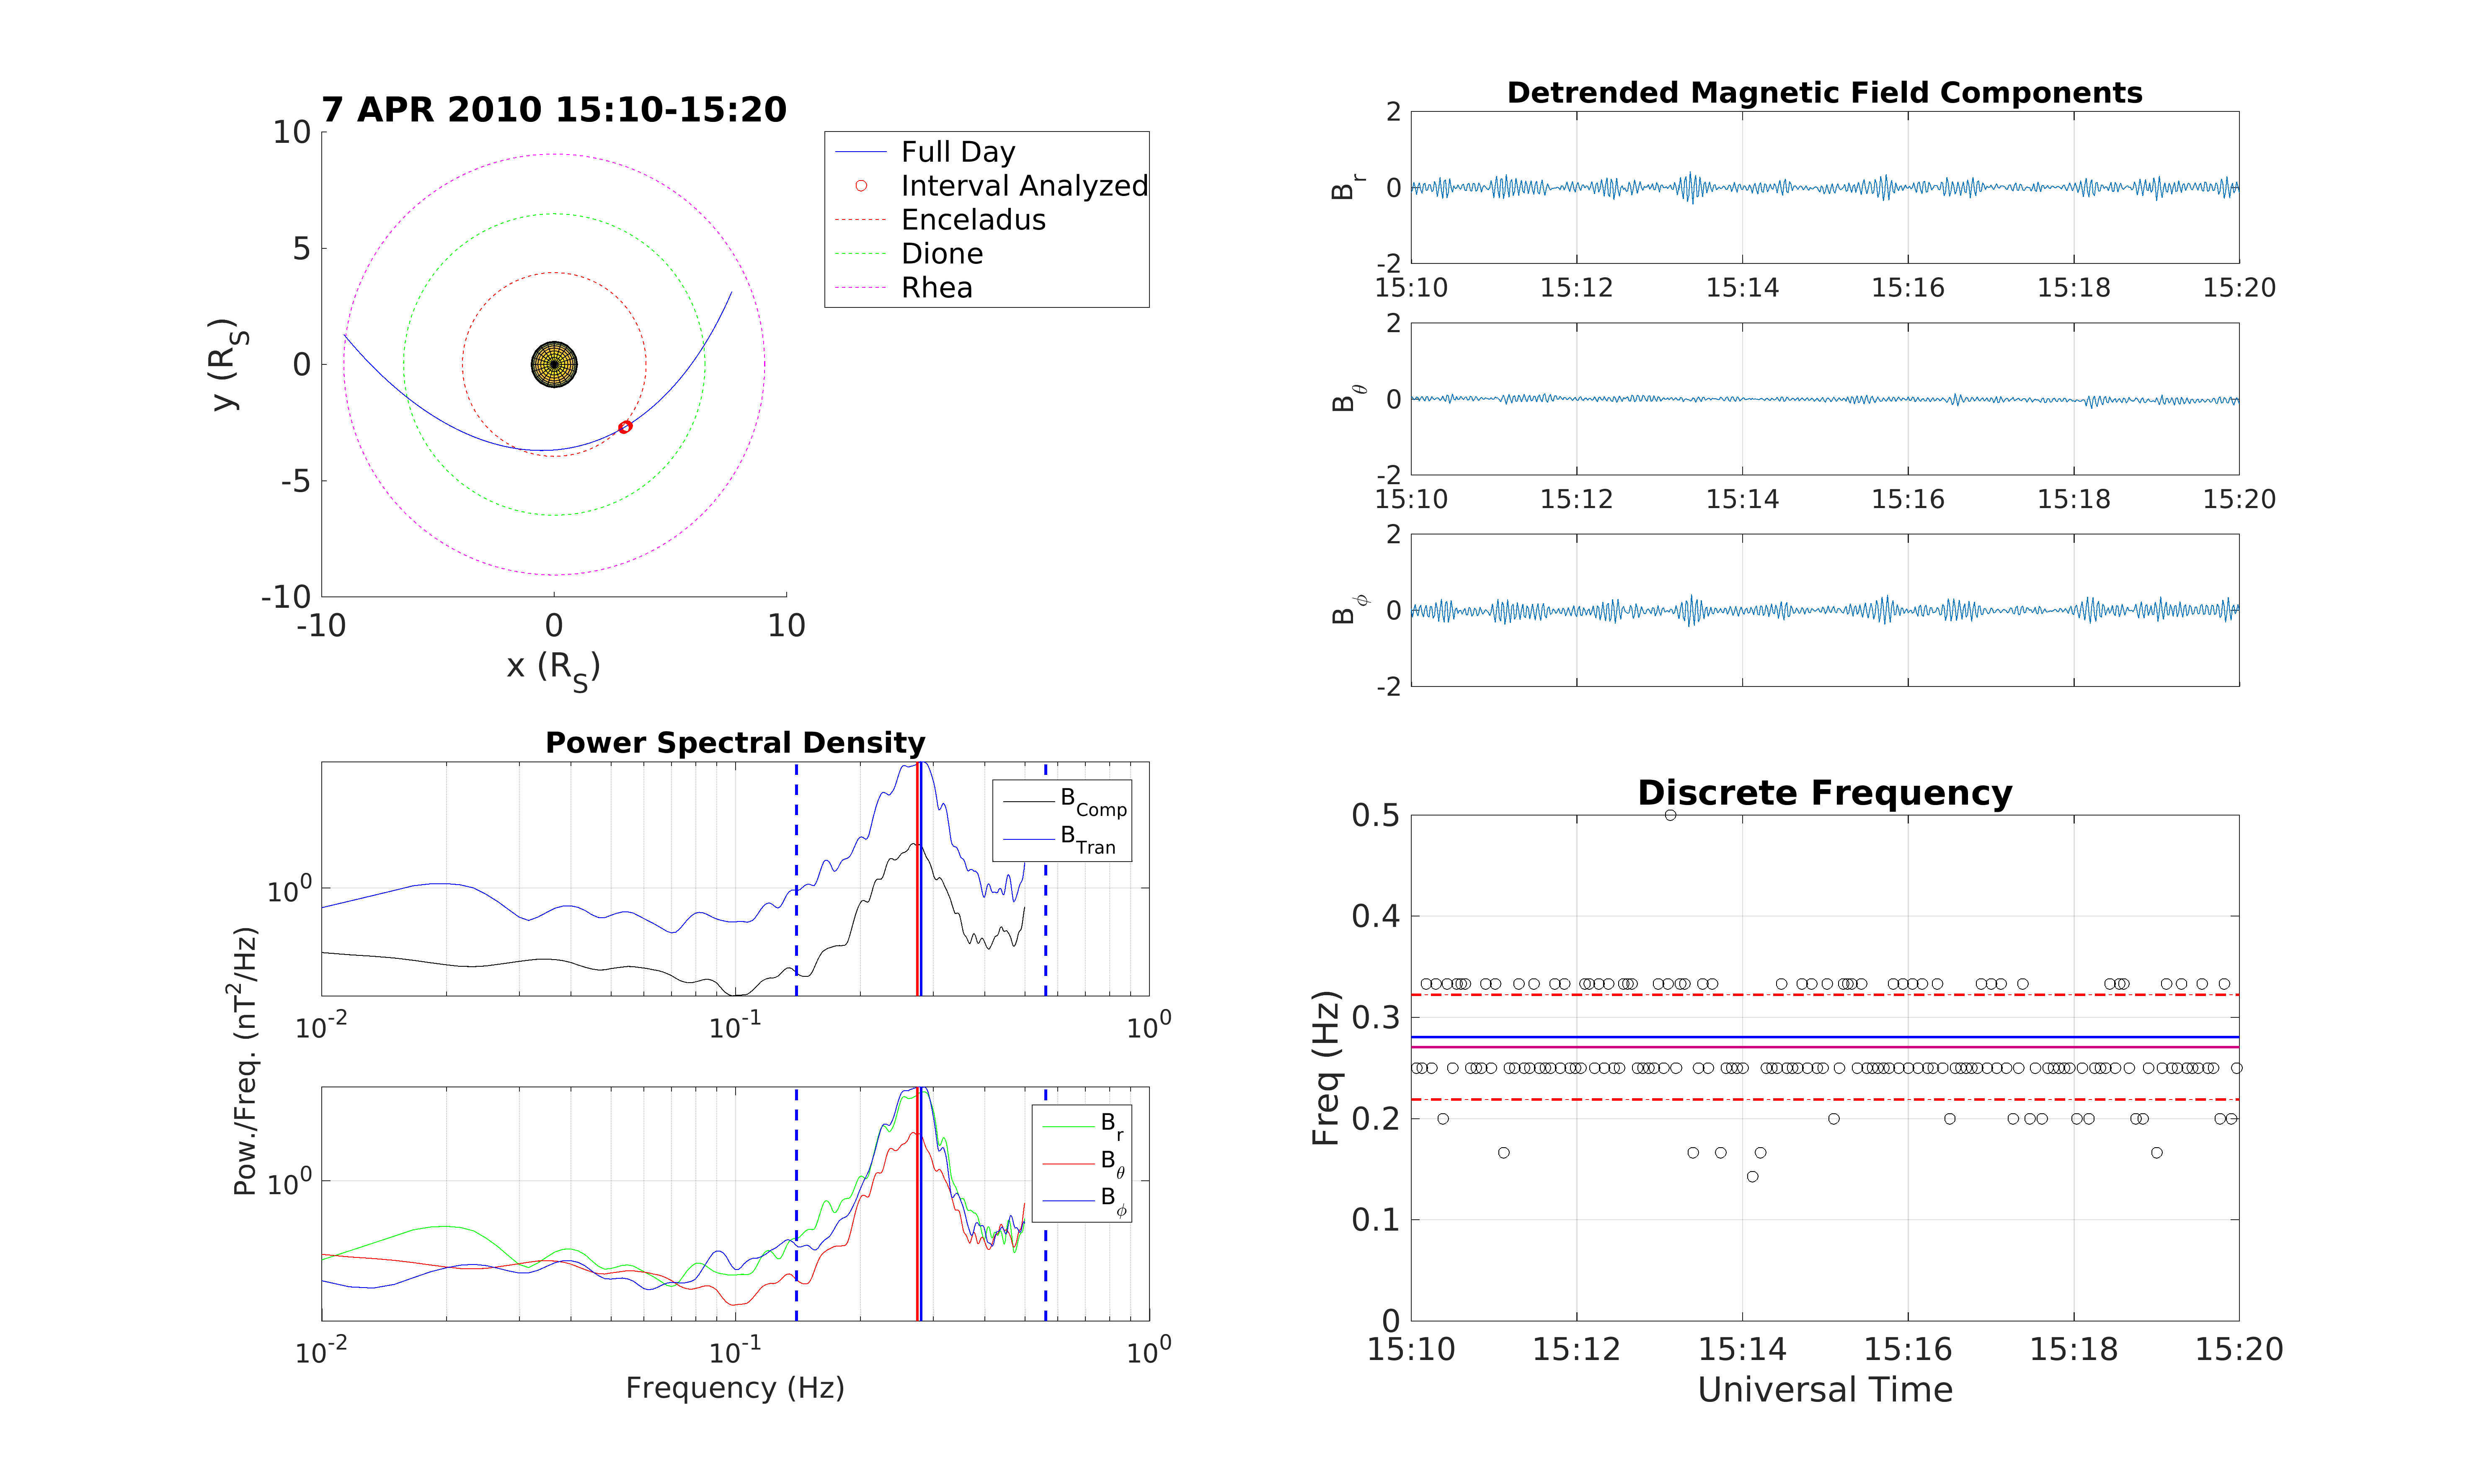 7 APR 2010 15:10-15:20
10
5
0
-5
-10
-10 0 10
y (R_S)
x (R_S)
Full Day
Interval Analyzed
Enceladus
Dione
Rhea
Detrended Magnetic Field Components
2
0
-2
B_r
15:10 15:12 15:14 15:16 15:18 15:20
2
0
-2
B_θ
15:10 15:12 15:14 15:16 15:18 15:20
2
0
-2
B_ϕ
Power Spectral Density
10^0
10^-2 10^-1 10^0
B_Comp
B_Tran
Pow./Freq. (nT^2/Hz)
10^0
10^-2 10^-1 10^0
B_r
B_θ
B_ϕ
Frequency (Hz)
Discrete Frequency
0.5
0.4
0.3
0.2
0.1
0
Freq (Hz)
15:10 15:12 15:14 15:16 15:18 15:20
Universal Time